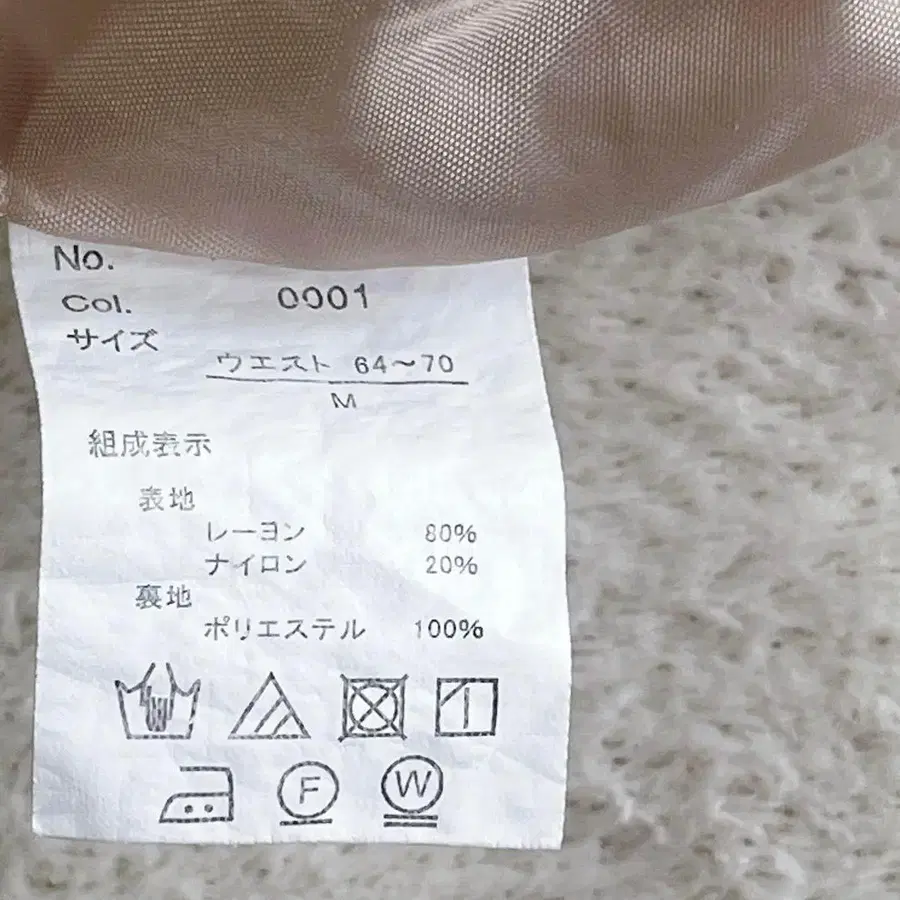 No.
Col. 0001
サイズ
ウエスト 64～70
M
組成表示
表地
レーヨン 80%
ナイロン 20%
裏地
ポリエステル 100%
F W